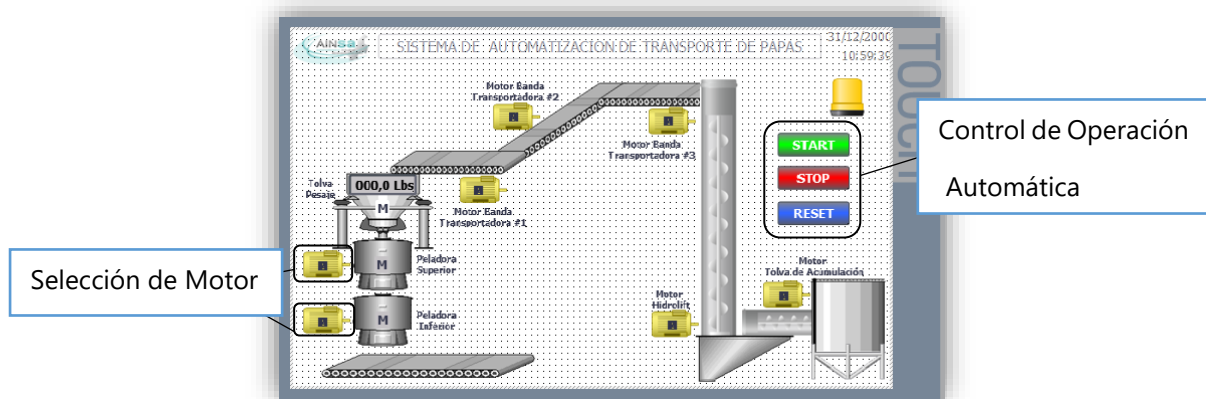 AINSA
SISTEMA DE AUTOMATIZACION DE TRANSPORTE DE PAPAS
31/12/2000
10:59:39
TOUCH
Motor Banda
Transportadora #2
Motor Banda
Transportadora #3
START
STOP
RESET
Control de Operación
Automática
Tolva
Pesaje
000,0 Lbs
M
Motor Banda
Transportadora #1
Selección de Motor
M
Peladora
Superior
M
Peladora
Inferior
Motor
Tolva de Acumulación
Motor
Hidrolift